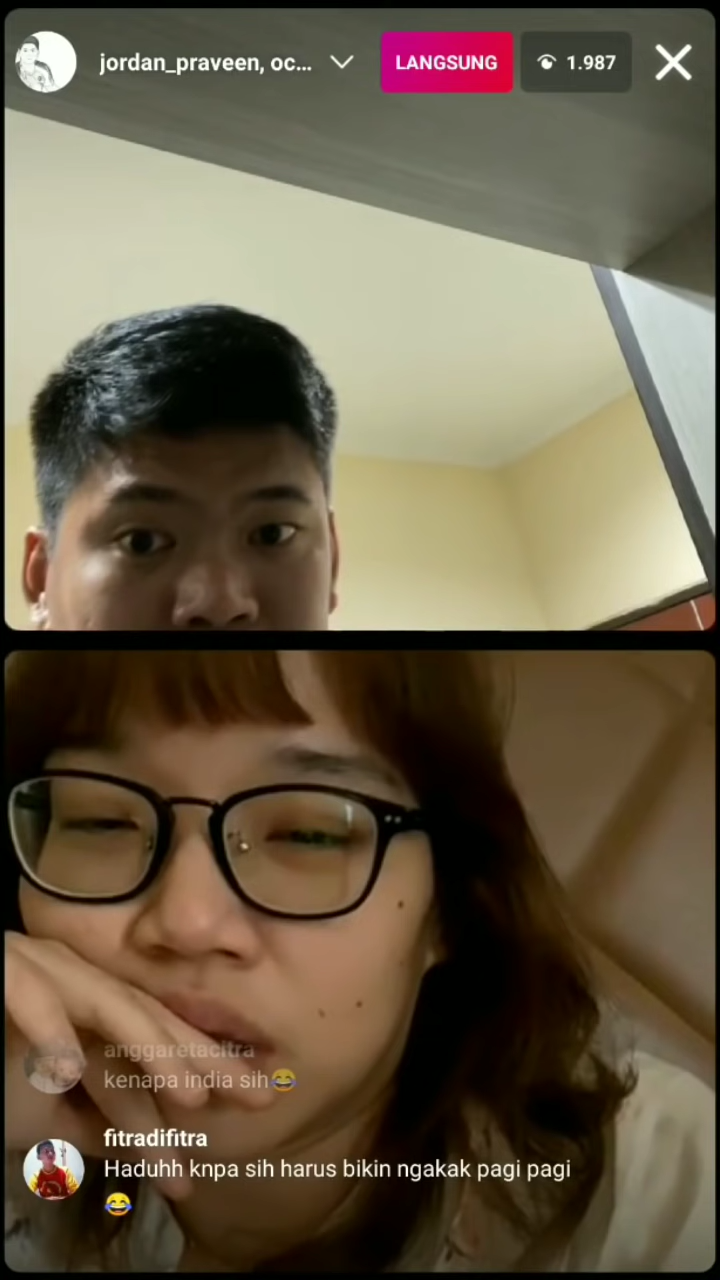 jordan_praveen, oc...
LANGSUNG
1.987
anggaretacitra
kenapa india sih😂
fitradifitra
Haduhh knpa sih harus bikin ngakak pagi pagi
😂